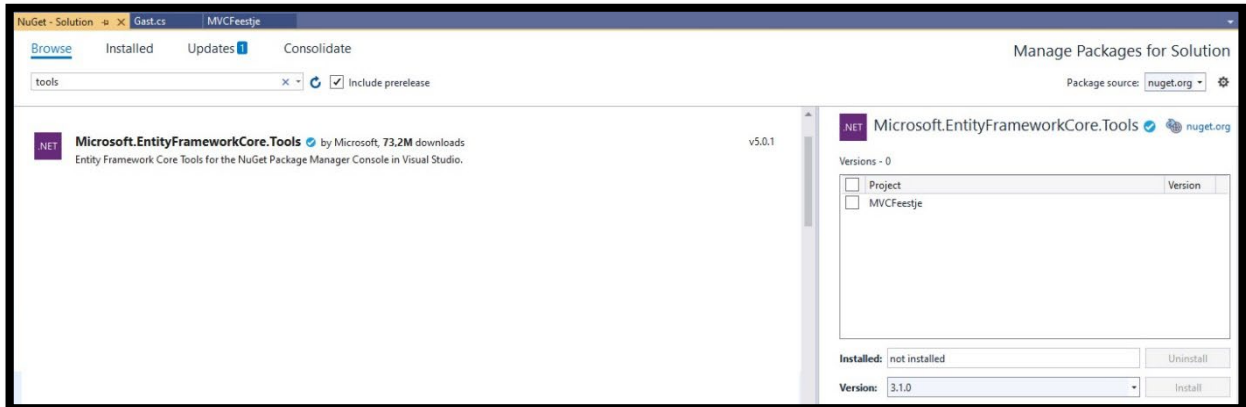 NuGet - Solution Gast.cs MVCFeestje
Browse Installed Updates 1 Consolidate
Manage Packages for Solution
tools
Include prerelease
Package source: nuget.org
.NET
Microsoft.EntityFrameworkCore.Tools by Microsoft, 73,2M downloads
v5.0.1
Entity Framework Core Tools for the NuGet Package Manager Console in Visual Studio.
.NET
Microsoft.EntityFrameworkCore.Tools nuget.org
Versions - 0
Project Version
MVCFeestje
Installed: not installed Uninstall
Version: 3.1.0 Install